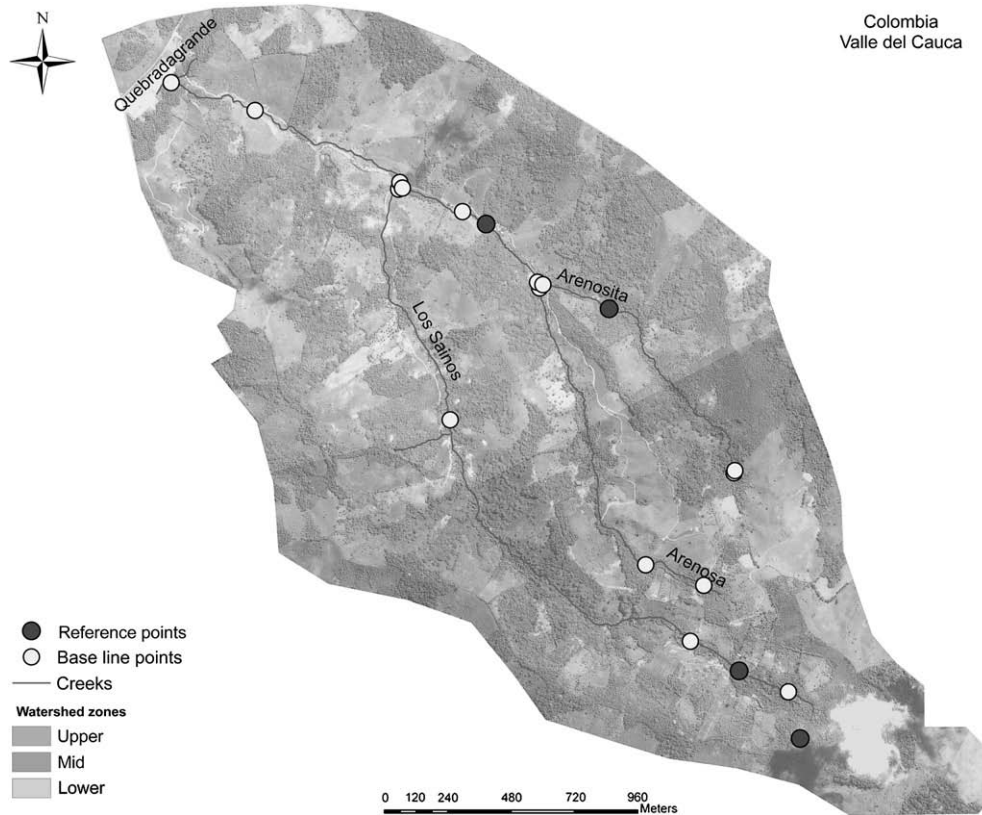 N
Colombia
Valle del Cauca
Quebradagrande
Arenosita
Los Sainos
Arenosa
Reference points
Base line points
Creeks
Watershed zones
Upper
Mid
Lower
0 120 240 480 720 960
Meters